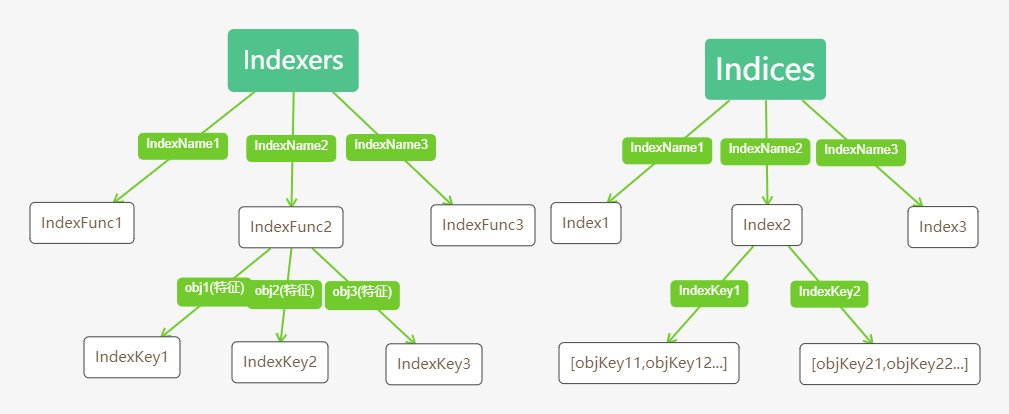 Indexers
IndexName1
IndexName2
IndexName3
IndexFunc1
IndexFunc2
IndexFunc3
obj1(特征)
obj2(特征)
obj3(特征)
IndexKey1
IndexKey2
IndexKey3
Indices
IndexName1
IndexName2
IndexName3
Index1
Index2
Index3
IndexKey1
IndexKey2
[objKey11,objKey12...]
[objKey21,objKey22...]